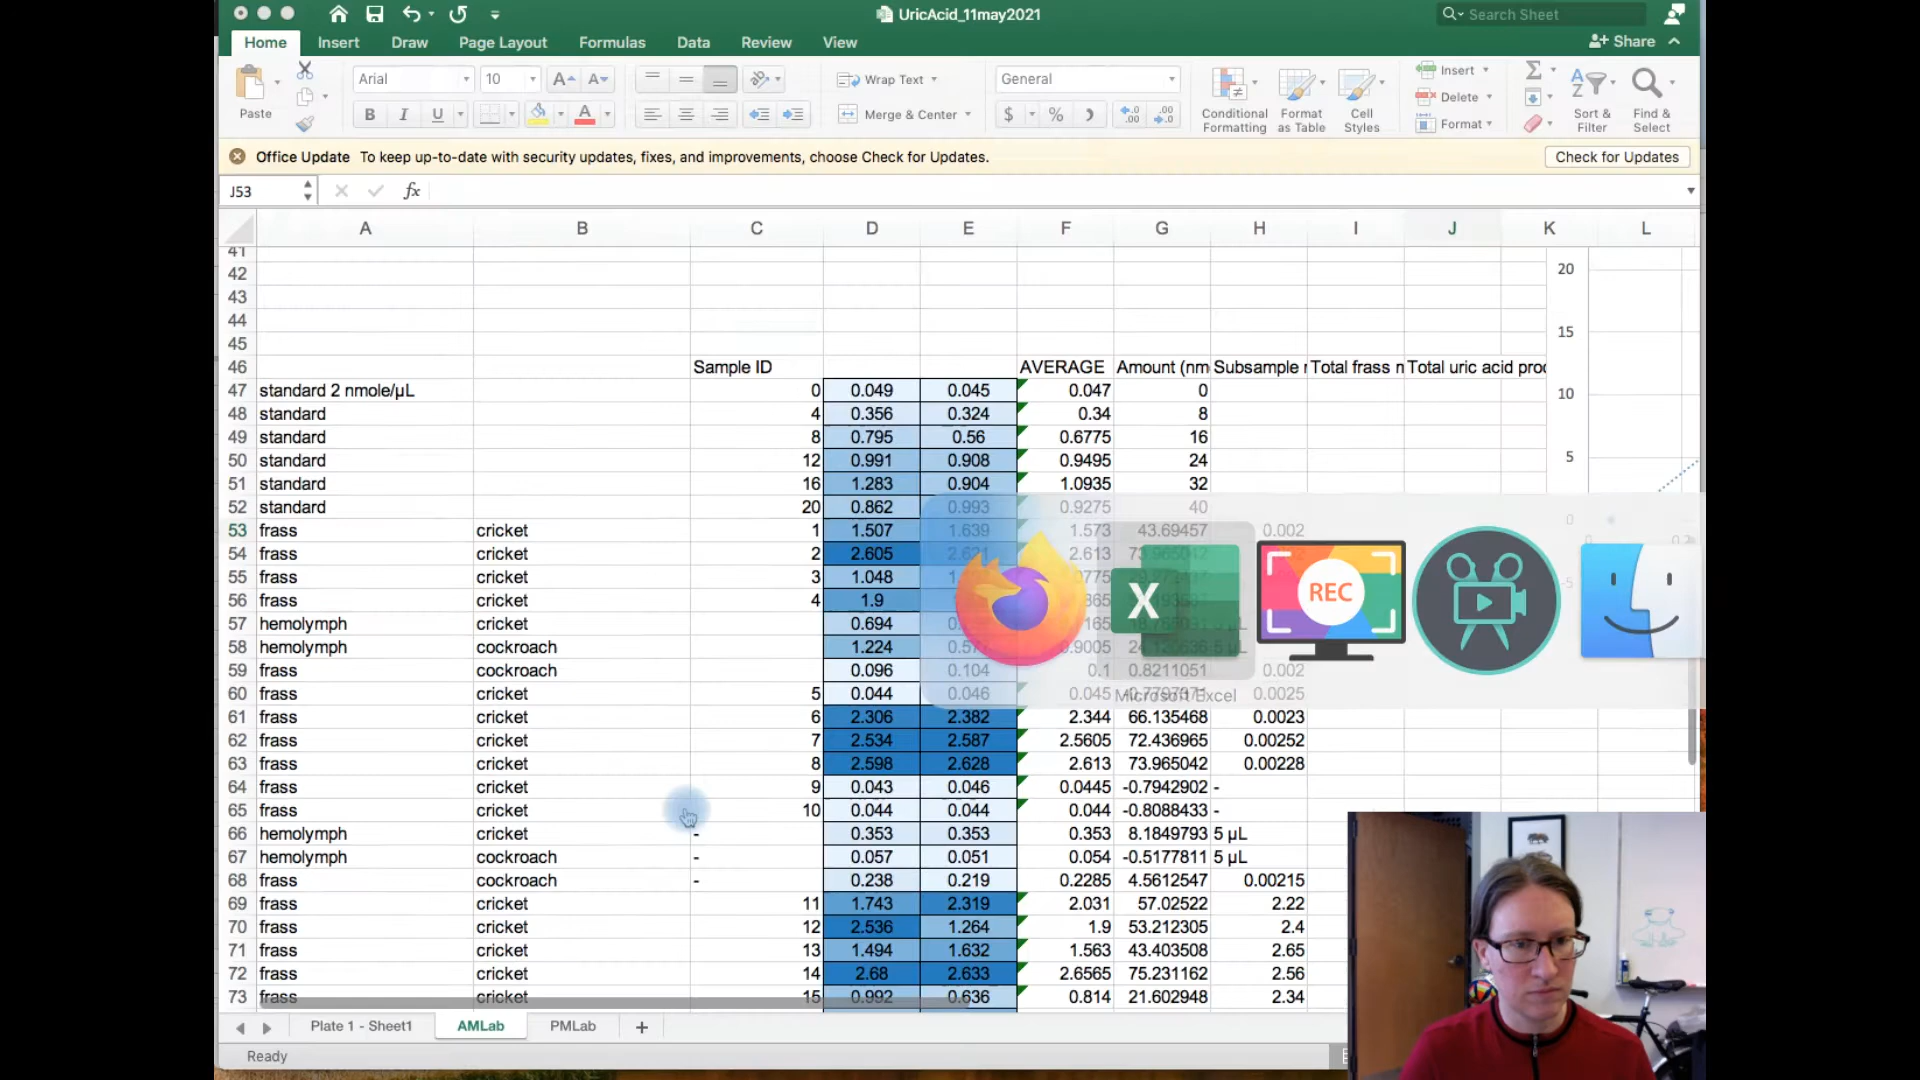 UricAcid_11may2021
Search Sheet
Home Insert Draw Page Layout Formulas Data Review View
Share
Paste
Arial 10
B I U
Wrap Text
Merge & Center
General
$ %
Conditional Formatting
Format as Table
Cell Styles
Insert
Delete
Format
Sort & Filter
Find & Select
Office Update To keep up-to-date with security updates, fixes, and improvements, choose Check for Updates.
Check for Updates
J53 fx
A B C D E F G H I J K L
41
42 20
43
44 15
45
46 Sample ID AVERAGE Amount (nm Subsample Total frass Total uric acid pro
47 standard 2 nmole/µL 0 0.049 0.045 0.047 0 10
48 standard 4 0.356 0.324 0.34 8
49 standard 8 0.795 0.56 0.6775 16
50 standard 12 0.991 0.908 0.9495 24 5
51 standard 16 1.283 0.904 1.0935 32
52 standard 20 0.862 0.993 0.9275 40
53 frass cricket 1 1.507 1.639 1.573 43.69457 0.002
54 frass cricket 2 2.605 2.613
55 frass cricket 3 1.048
56 frass cricket 4 1.9
57 hemolymph cricket 0.694
58 hemolymph cockroach 1.224
59 frass cockroach 0.096 0.104 0.1 0.8211051 0.002
60 frass cricket 5 0.044 0.046 0.045 0.0025
Microsoft Excel
REC
61 frass cricket 6 2.306 2.382 2.344 66.135468 0.0023
62 frass cricket 7 2.534 2.587 2.5605 72.436965 0.00252
63 frass cricket 8 2.598 2.628 2.613 73.965042 0.00228
64 frass cricket 9 0.043 0.046 0.0445 -0.7942902 -
65 frass cricket 10 0.044 0.044 0.044 -0.8088433 -
66 hemolymph cricket - 0.353 0.353 0.353 8.1849793 5 µL
67 hemolymph cockroach - 0.057 0.051 0.054 -0.5177811 5 µL
68 frass cockroach - 0.238 0.219 0.2285 4.5612547 0.00215
69 frass cricket 11 1.743 2.319 2.031 57.02522 2.22
70 frass cricket 12 2.536 1.264 1.9 53.212305 2.4
71 frass cricket 13 1.494 1.632 1.563 43.403508 2.65
72 frass cricket 14 2.68 2.633 2.6565 75.231162 2.56
73 frass cricket 15 0.992 0.636 0.814 21.602948 2.34
Plate 1 - Sheet1 AMLab PMLab +
Ready